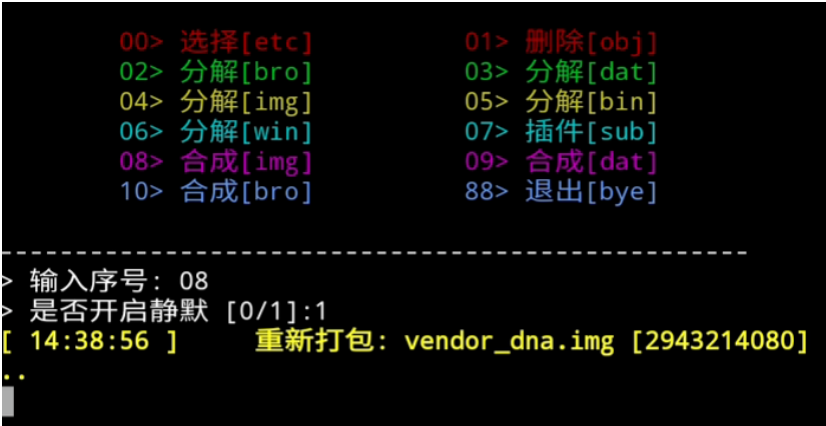 00> 选择[etc] 01> 删除[obj]
02> 分解[bro] 03> 分解[dat]
04> 分解[img] 05> 分解[bin]
06> 分解[win] 07> 插件[sub]
08> 合成[img] 09> 合成[dat]
10> 合成[bro] 88> 退出[bye]
--------------------------------------------------
> 输入序号: 08
> 是否开启静默 [0/1]:1
[ 14:38:56 ] 重新打包: vendor_dna.img [2943214080]
..